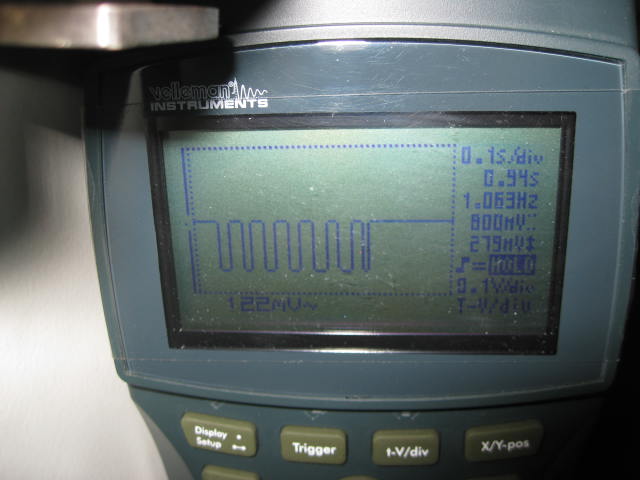 velleman
INSTRUMENTS
0.1s/div
0.94s
1.063Hz
800mV
279mV
HOLD
0.1V/div
122mV~
T-V/div
Display
Setup
Trigger
t-V/div
X/Y-pos